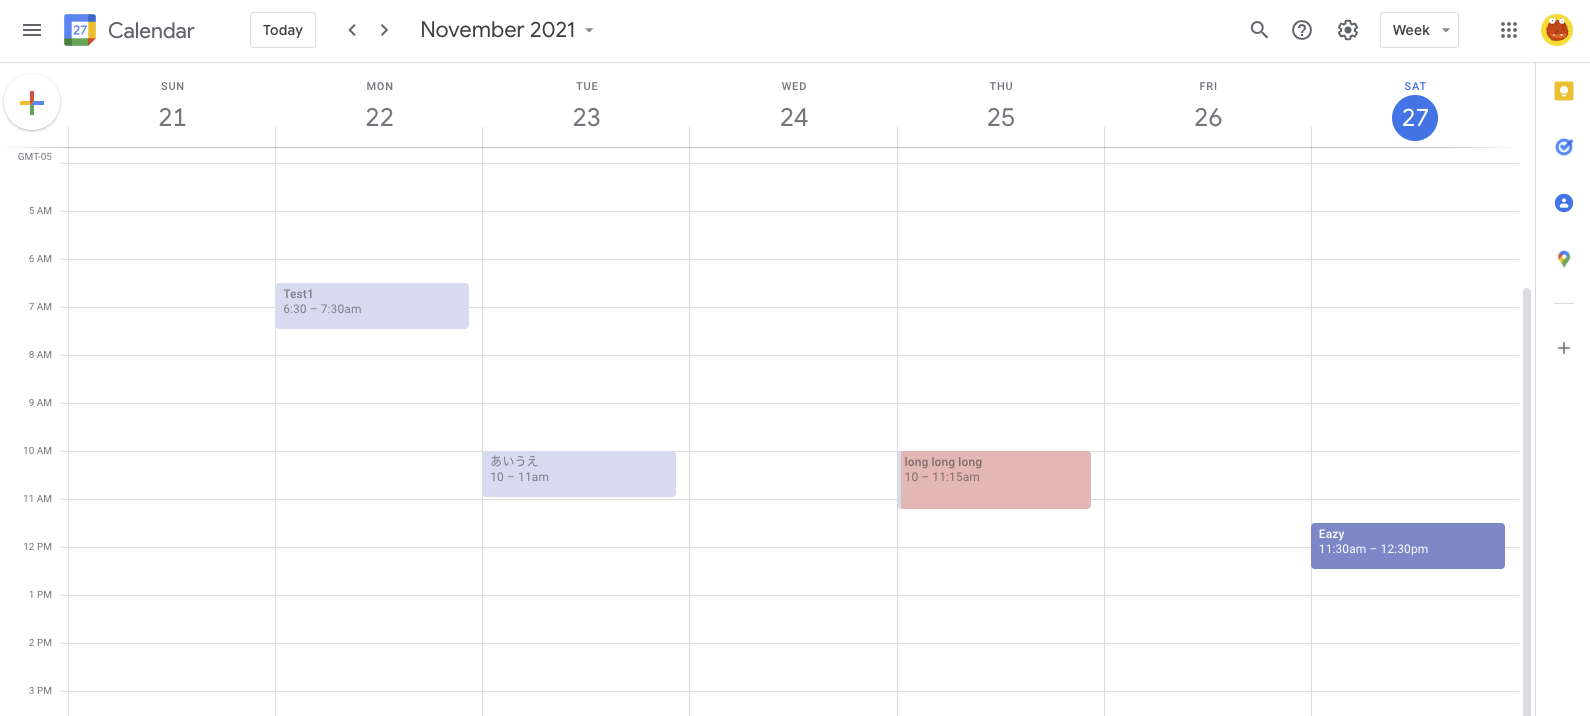 27 Calendar Today November 2021 Week
SUN MON TUE WED THU FRI SAT
21 22 23 24 25 26 27
GMT-05
5 AM
6 AM
Test1
6:30 – 7:30am
7 AM
8 AM
9 AM
10 AM
あいうえ
10 – 11am
long long long
10 – 11:15am
11 AM
Eazy
11:30am – 12:30pm
12 PM
1 PM
2 PM
3 PM